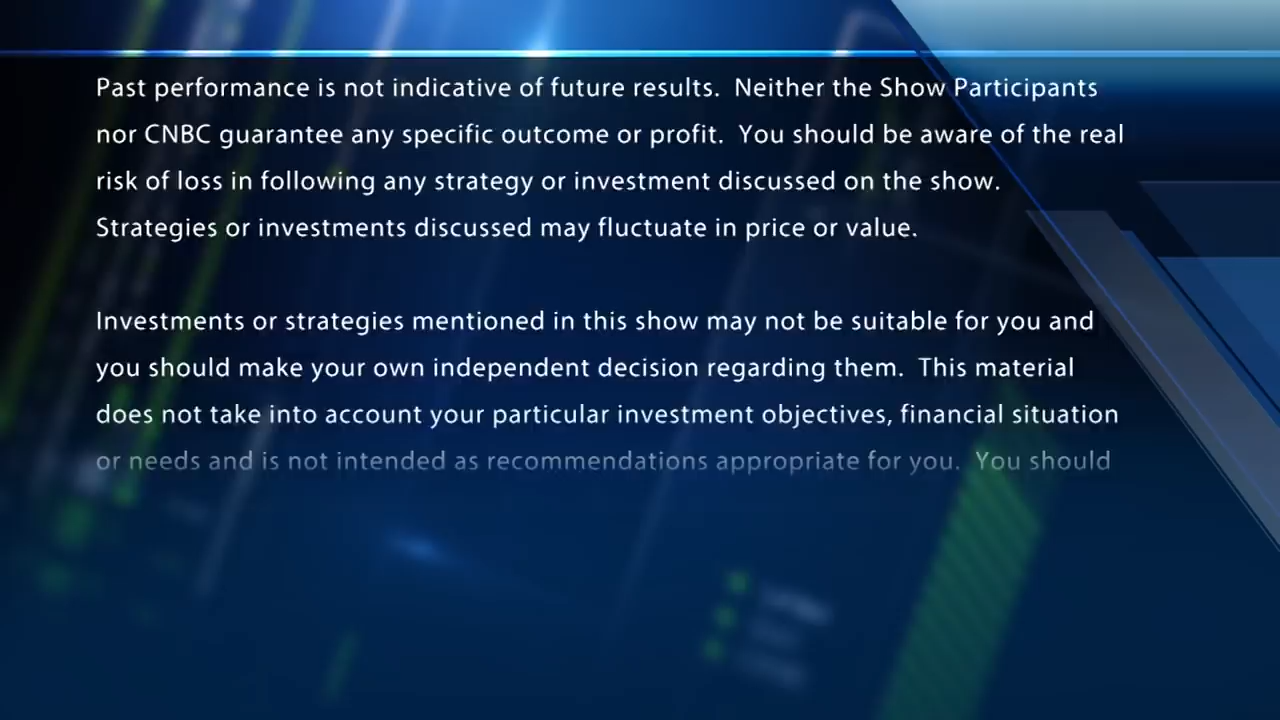 Past performance is not indicative of future results.  Neither the Show Participants
nor CNBC guarantee any specific outcome or profit.  You should be aware of the real
risk of loss in following any strategy or investment discussed on the show.
Strategies or investments discussed may fluctuate in price or value.
Investments or strategies mentioned in this show may not be suitable for you and
you should make your own independent decision regarding them.  This material
does not take into account your particular investment objectives, financial situation
or needs and is not intended as recommendations appropriate for you.  You should